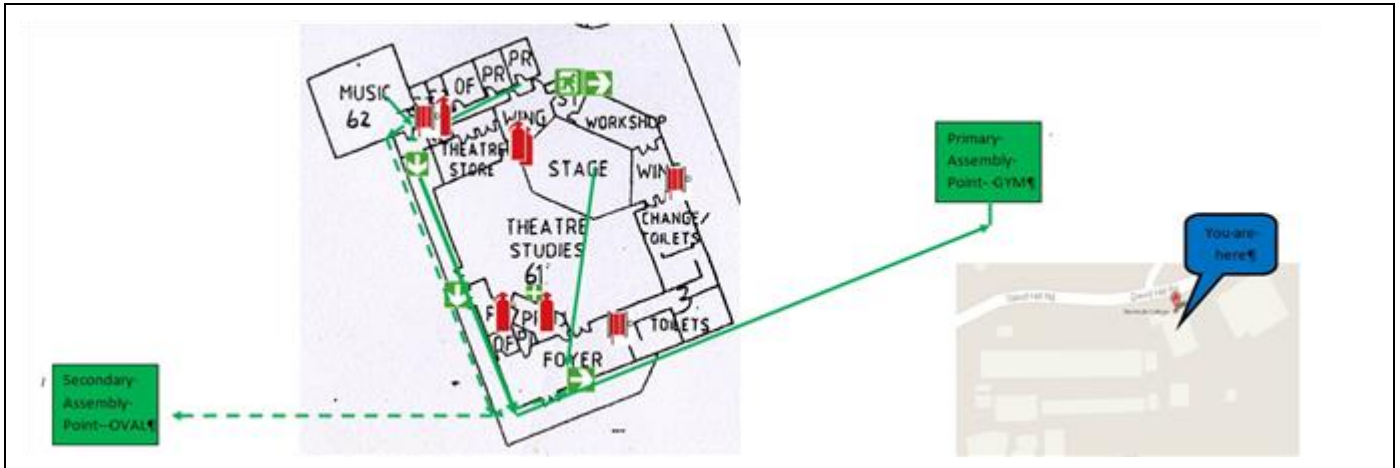 PR
PR
OF
MUSIC
62
WING
ST
WORKSHOP
THEATRE
STORE
STAGE
WIN
CHANGE/
TOILETS
THEATRE
STUDIES
61
OF
TOILETS
FOYER
Primary-
Assembly-
Point--GYM¶
You-are-
here¶
Secondary-
Assembly-
Point--OVAL¶